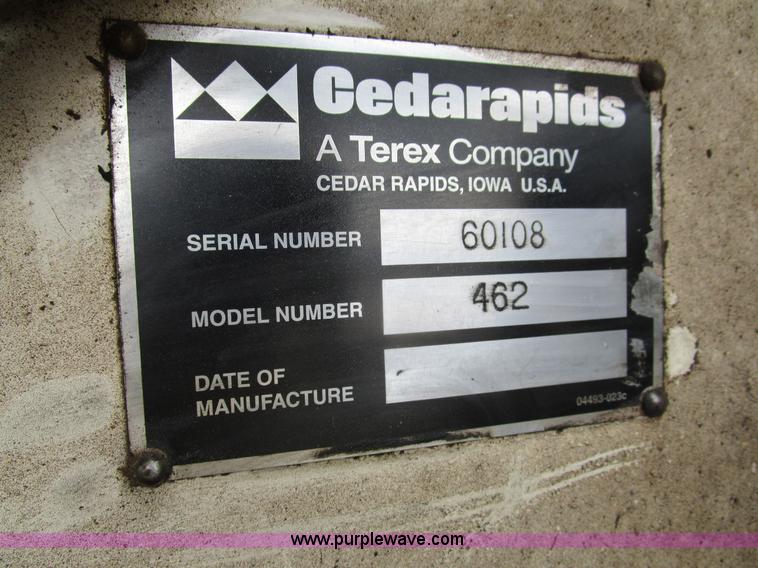 Cedarapids
A Terex Company
CEDAR RAPIDS, IOWA U.S.A.
SERIAL NUMBER 60108
MODEL NUMBER 462
DATE OF
MANUFACTURE
04493-023c
www.purplewave.com